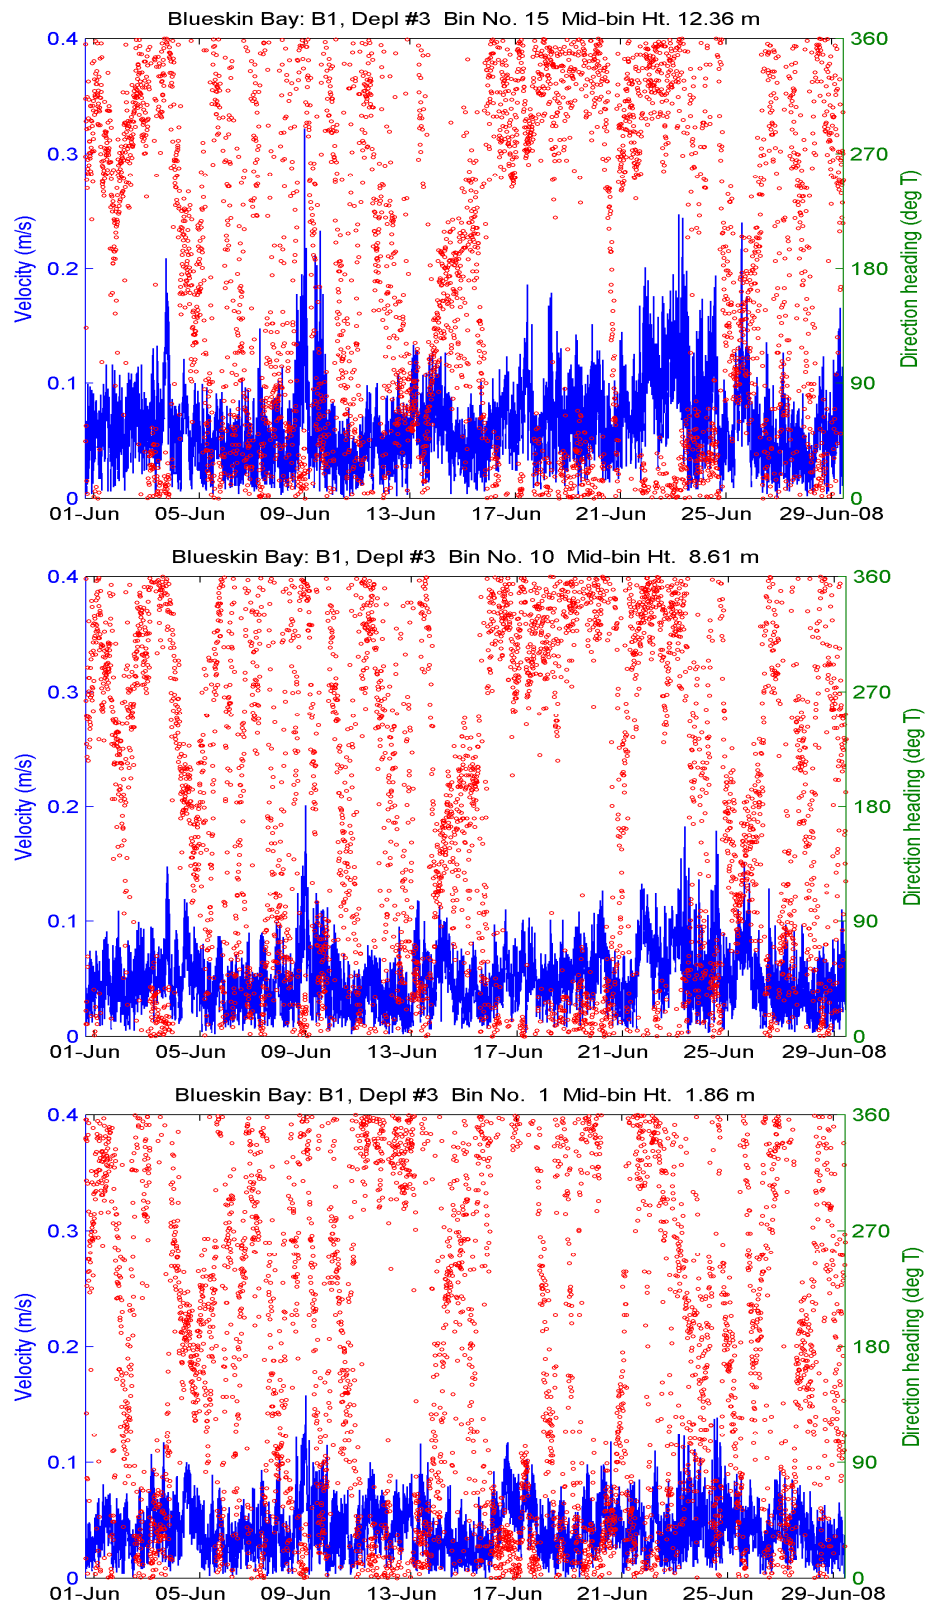 Blueskin Bay: B1, Depl #3 Bin No. 15 Mid-bin Ht. 12.36 m
0.4
0.3
0.2
0.1
0
Velocity (m/s)
360
270
180
90
0
Direction heading (deg T)
01-Jun 05-Jun 09-Jun 13-Jun 17-Jun 21-Jun 25-Jun 29-Jun-08
Blueskin Bay: B1, Depl #3 Bin No. 10 Mid-bin Ht. 8.61 m
0.4
0.3
0.2
0.1
0
Velocity (m/s)
360
270
180
90
0
Direction heading (deg T)
01-Jun 05-Jun 09-Jun 13-Jun 17-Jun 21-Jun 25-Jun 29-Jun-08
Blueskin Bay: B1, Depl #3 Bin No. 1 Mid-bin Ht. 1.86 m
0.4
0.3
0.2
0.1
0
Velocity (m/s)
360
270
180
90
0
Direction heading (deg T)
01-Jun 05-Jun 09-Jun 13-Jun 17-Jun 21-Jun 25-Jun 29-Jun-08